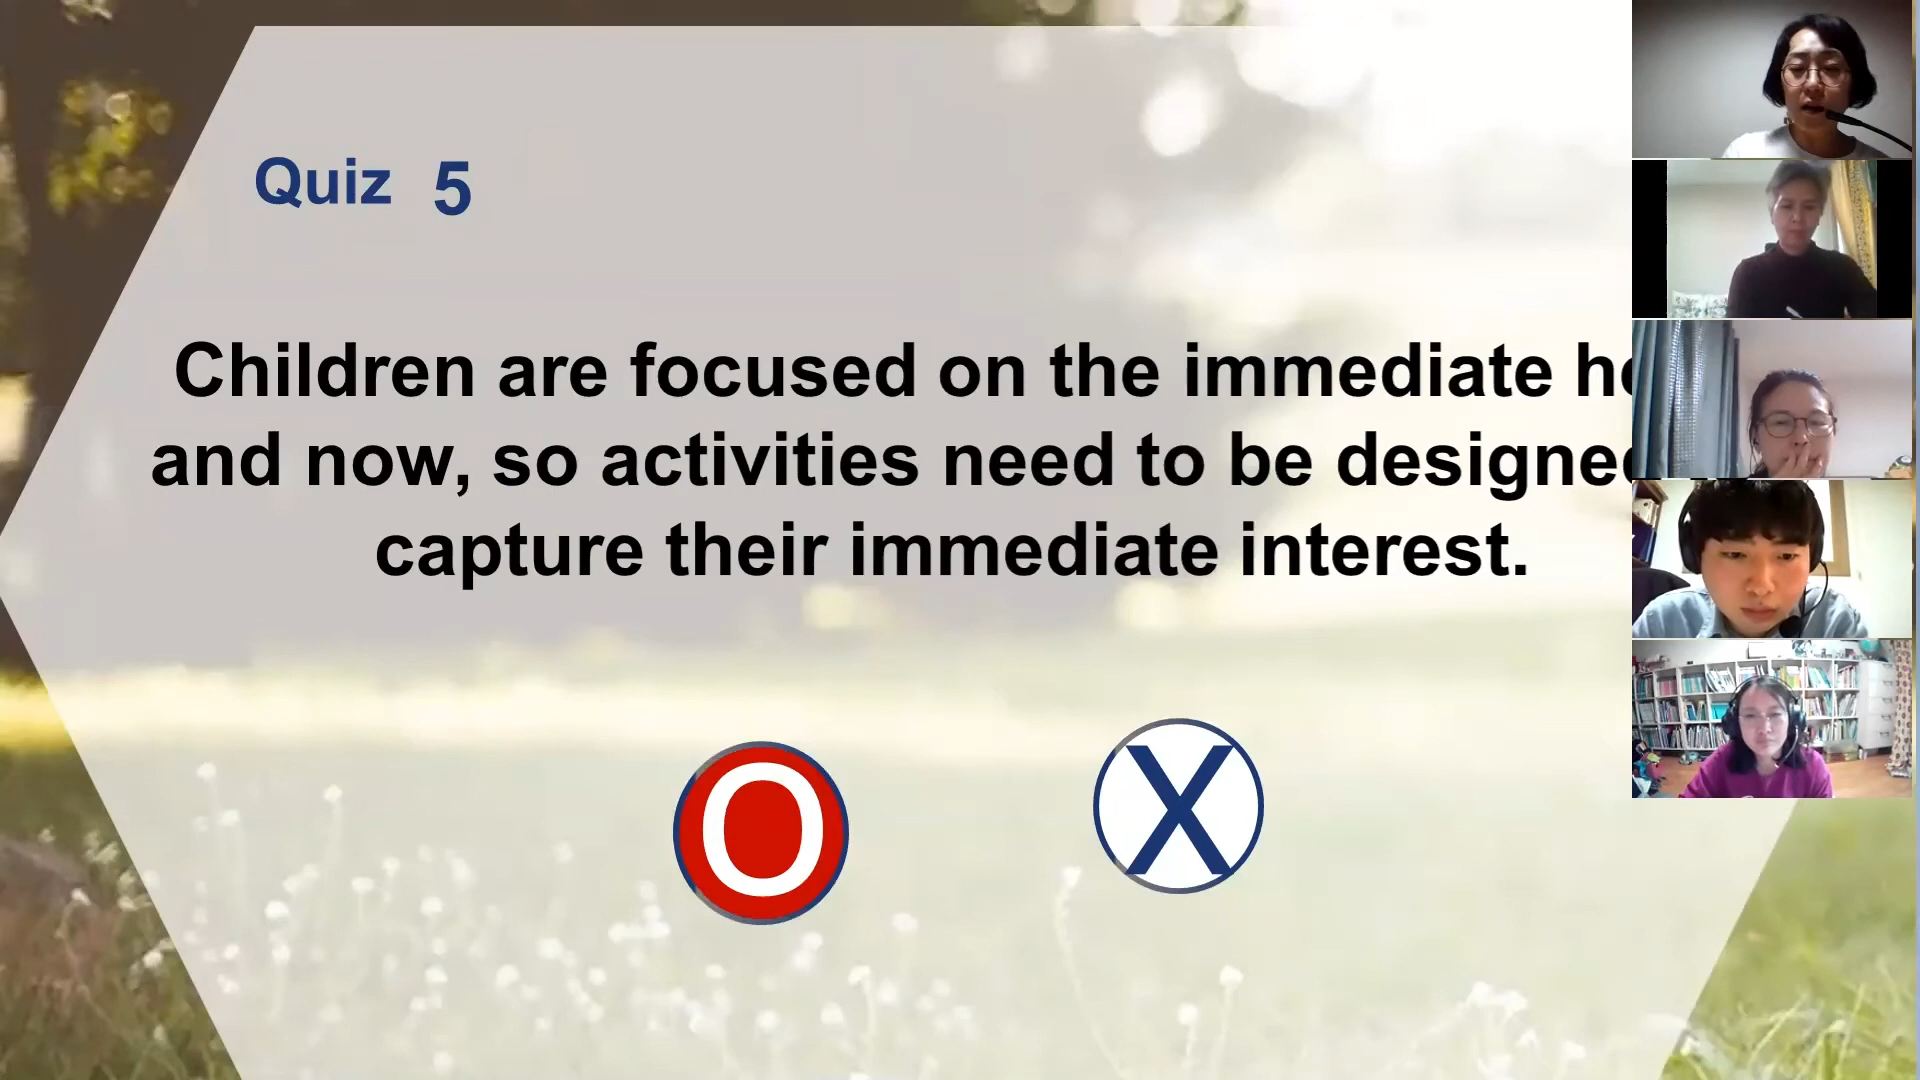 Quiz 5
Children are focused on the immediate
and now, so activities need to be
capture their immediate interest.
O X